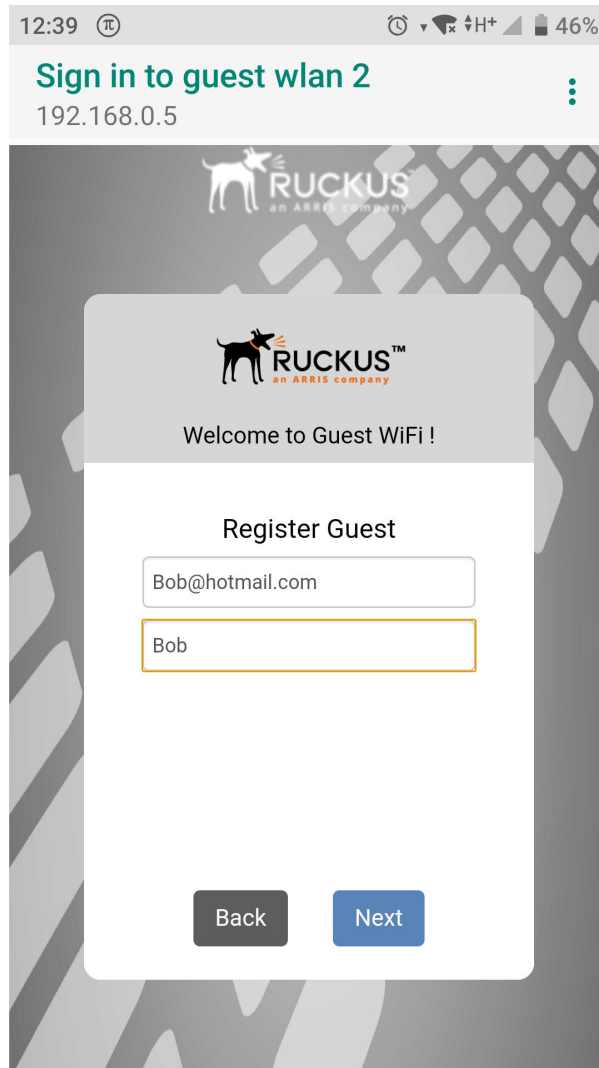 12:39 π H+ 46%
Sign in to guest wlan 2
192.168.0.5
RUCKUS
an ARRIS company
RUCKUS™
an ARRIS company
Welcome to Guest WiFi !
Register Guest
Bob@hotmail.com
Bob
Back Next